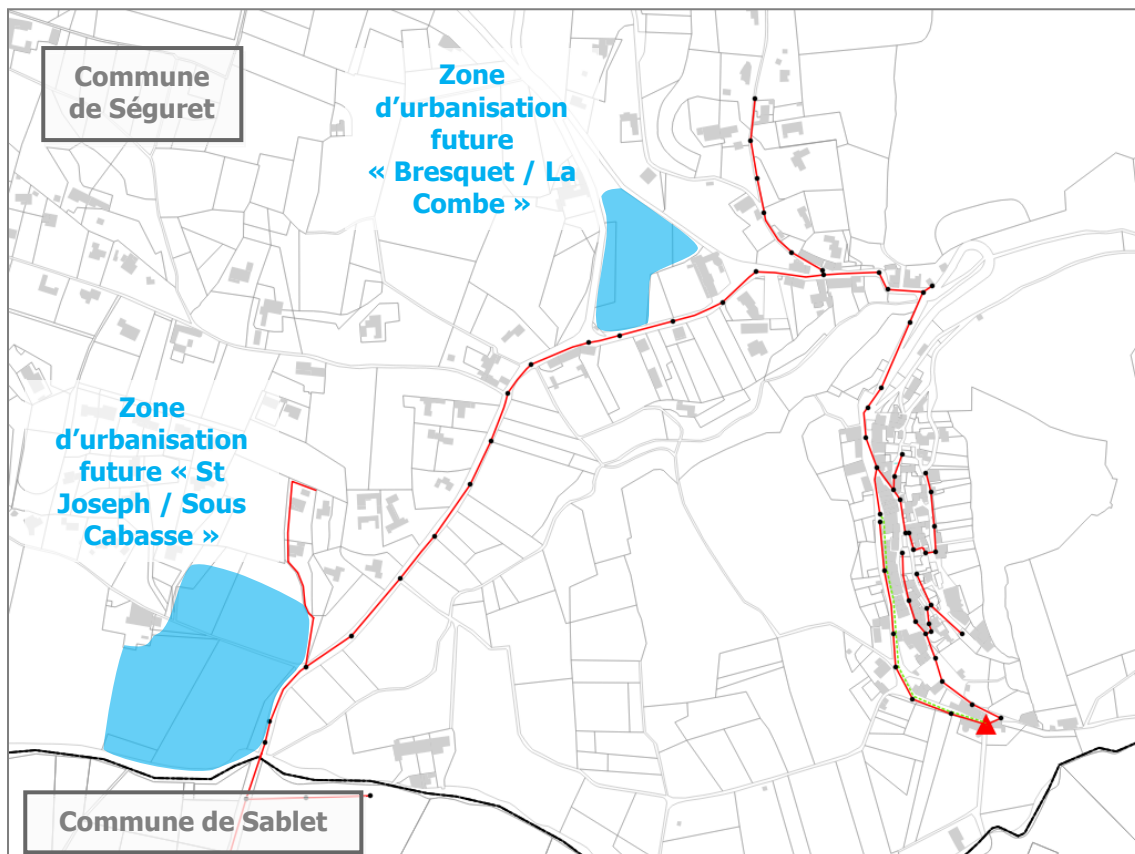 Commune
de Séguret
Zone
d’urbanisation
future
« Bresquet / La
Combe »
Zone
d’urbanisation
future « St
Joseph / Sous
Cabasse »
Commune de Sablet